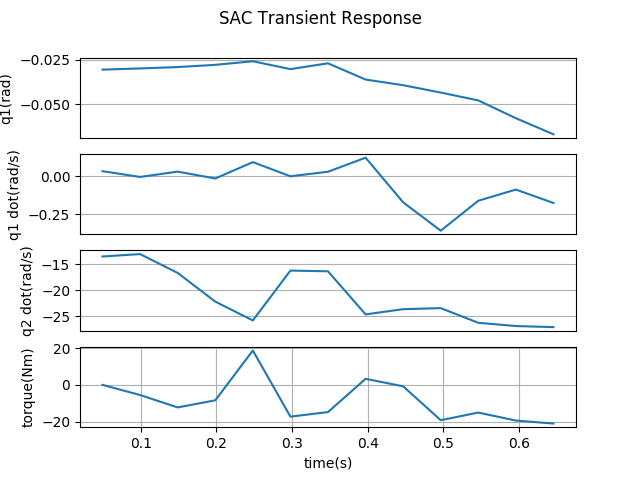 SAC Transient Response
q1(rad)
−0.025
−0.050
q1 dot(rad/s)
0.00
−0.25
q2 dot(rad/s)
−15
−20
−25
torque(Nm)
20
0
−20
0.1 0.2 0.3 0.4 0.5 0.6
time(s)